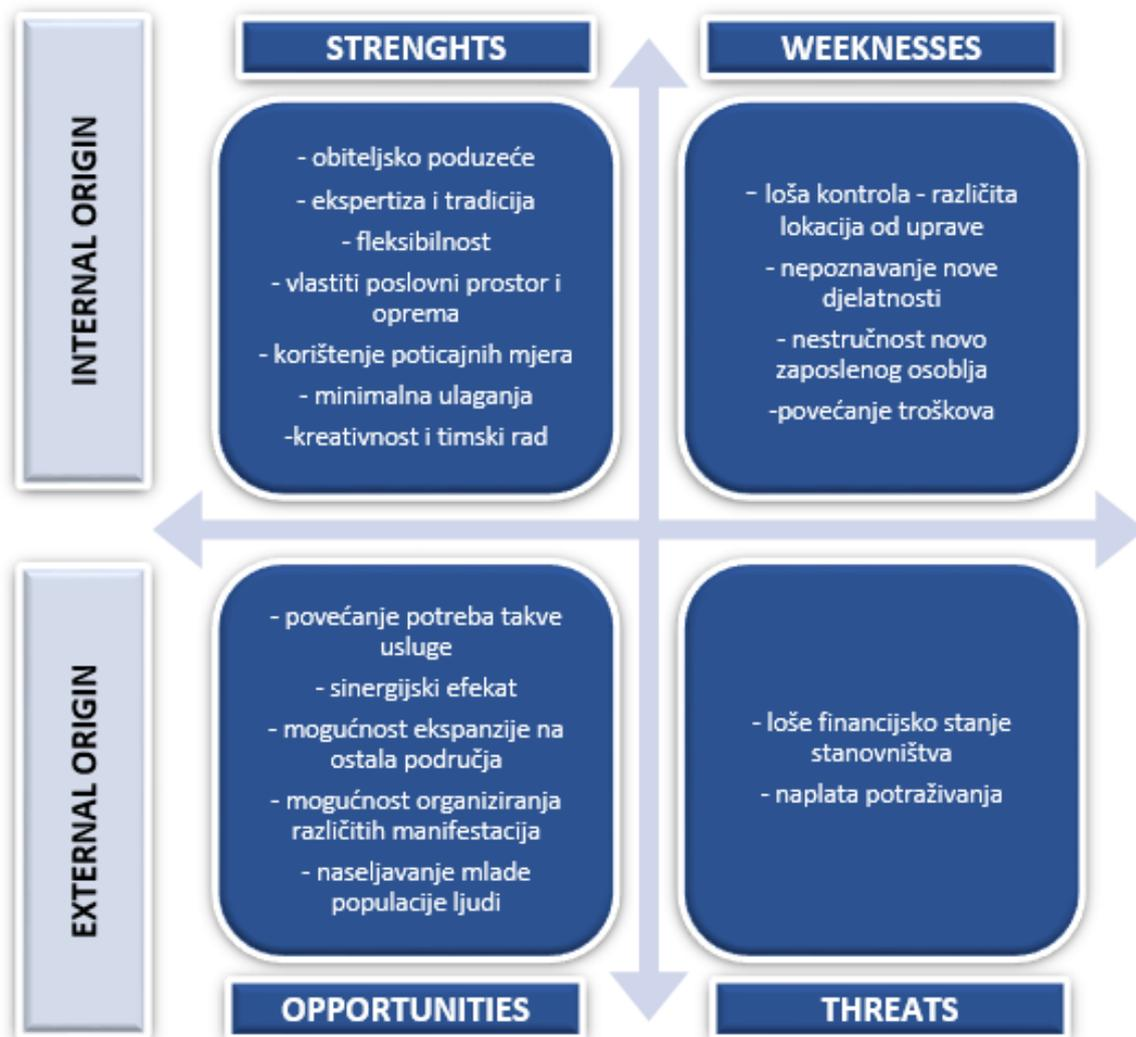 STRENGHTS
WEEKNESSES
INTERNAL ORIGIN
- obiteljsko poduzeće
- ekspertiza i tradicija
- fleksibilnost
- vlastiti poslovni prostor i
oprema
- korištenje poticajnih mjera
- minimalna ulaganja
-kreativnost i timski rad
- loša kontrola - različita
lokacija od uprave
- nepoznavanje nove
djelatnosti
- nestručnost novo
zaposlenog osoblja
-povećanje troškova
EXTERNAL ORIGIN
- povećanje potreba takve
usluge
- sinergijski efekat
- mogućnost ekspanzije na
ostala područja
- mogućnost organiziranja
različitih manifestacija
- naseljavanje mlade
populacije ljudi
- loše financijsko stanje
stanovništva
- naplata potraživanja
OPPORTUNITIES
THREATS